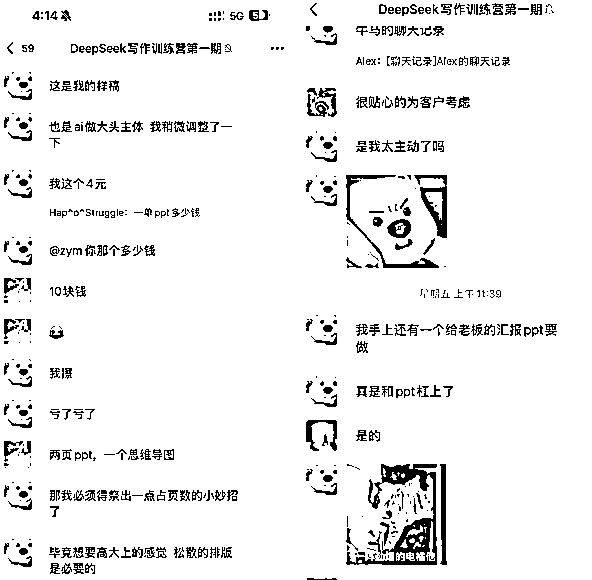 4:14
5G 5
59
DeepSeek写作训练营第一期
这是我的样稿
也是ai做大头主体 我稍微调整了一
下
我这个4元
Hap^o^Struggle：一单ppt多少钱
@zym 你那个多少钱
10块钱
我撩
亏了亏了
两页ppt，一个思维导图
那我必须得祭出一点占页数的小妙招
了
毕竟想要高大上的感觉 松散的排版
是必要的
DeepSeek写作训练营第一期
午马的聊天记录
Alex：[聊天记录]Alex的聊天记录
很贴心的为客户考虑
是我太主动了吗
星期五 上午 11:39
我手上还有一个给老板的汇报ppt要
做
真是和ppt杠上了
是的